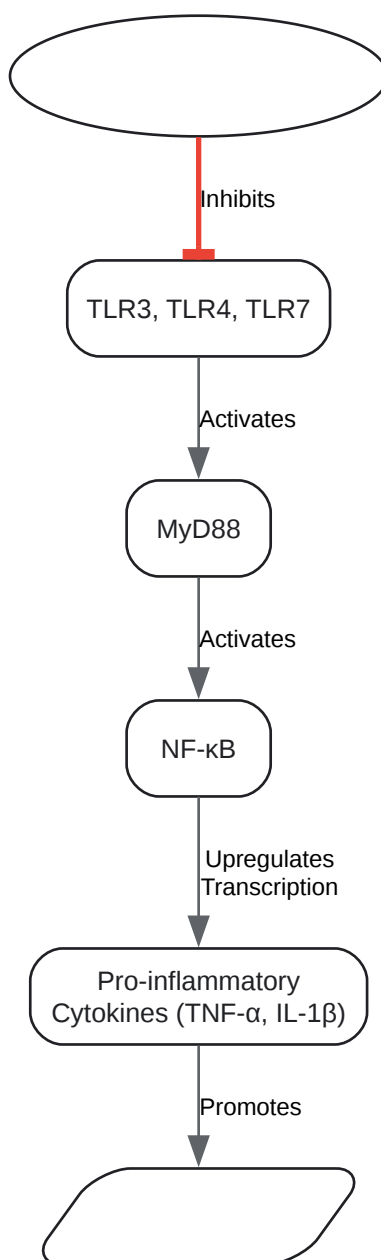 Inhibits
TLR3, TLR4, TLR7
Activates
MyD88
Activates
NF-κB
Upregulates
Transcription
Pro-inflammatory
Cytokines (TNF-α, IL-1β)
Promotes